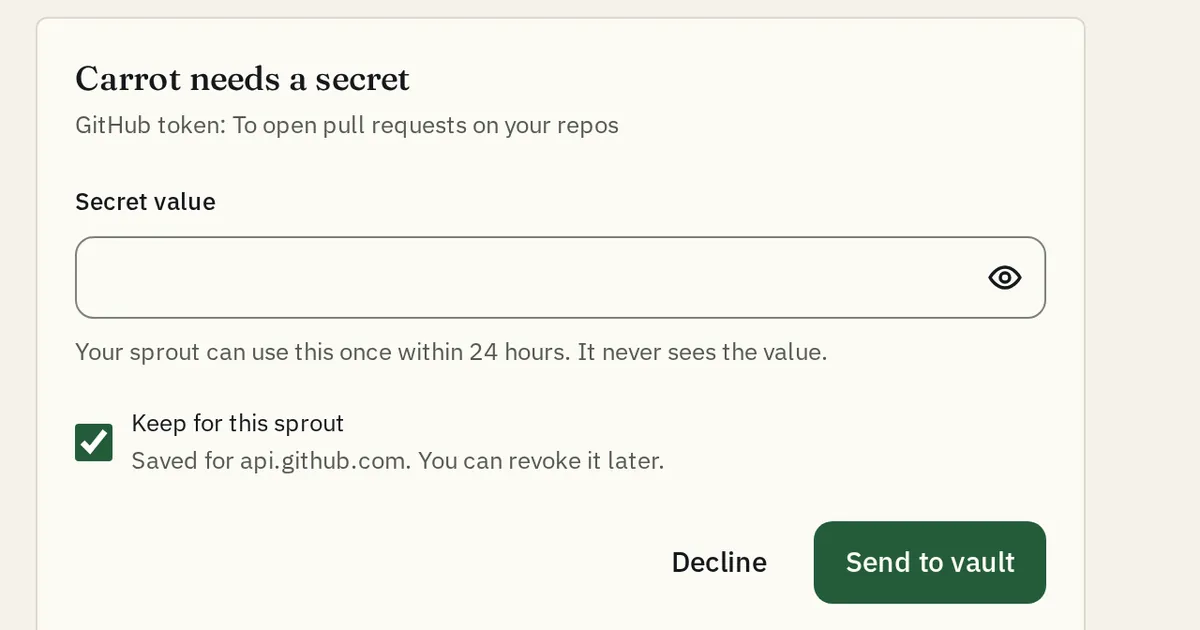 Carrot needs a secret
GitHub token: To open pull requests on your repos
Secret value
Your sprout can use this once within 24 hours. It never sees the value.
Keep for this sprout
Saved for api.github.com. You can revoke it later.
Decline
Send to vault